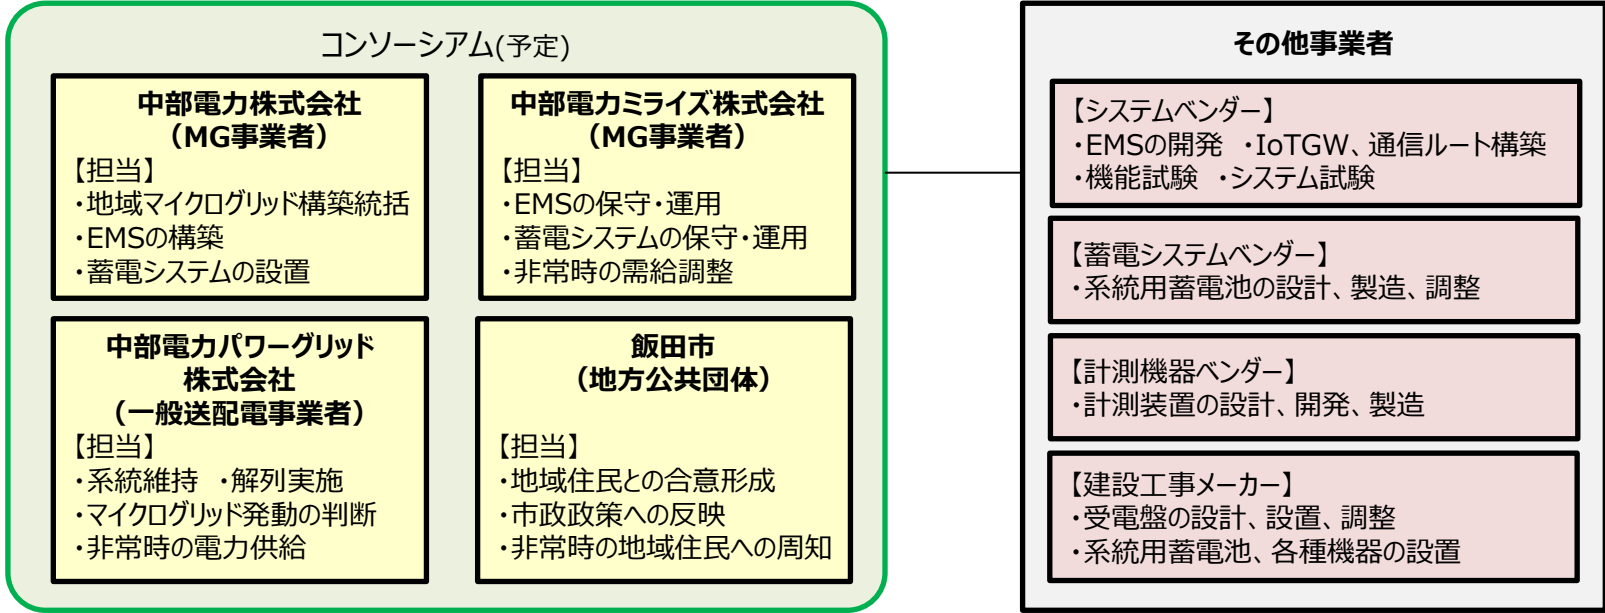 コンソーシアム(予定)
中部電力株式会社
（MG事業者）
【担当】
・地域マイクログリッド構築統括
・EMSの構築
・蓄電システムの設置
中部電力ミライズ株式会社
（MG事業者）
【担当】
・EMSの保守・運用
・蓄電システムの保守・運用
・非常時の需給調整
中部電力パワーグリッド
株式会社
（一般送配電事業者）
【担当】
・系統維持　・解列実施
・マイクログリッド発動の判断
・非常時の電力供給
飯田市
（地方公共団体）
【担当】
・地域住民との合意形成
・市政政策への反映
・非常時の地域住民への周知
その他事業者
【システムベンダー】
・EMSの開発　・IoTGW、通信ルート構築
・機能試験　・システム試験
【蓄電システムベンダー】
・系統用蓄電池の設計、製造、調整
【計測機器ベンダー】
・計測装置の設計、開発、製造
【建設工事メーカー】
・受電盤の設計、設置、調整
・系統用蓄電池、各種機器の設置